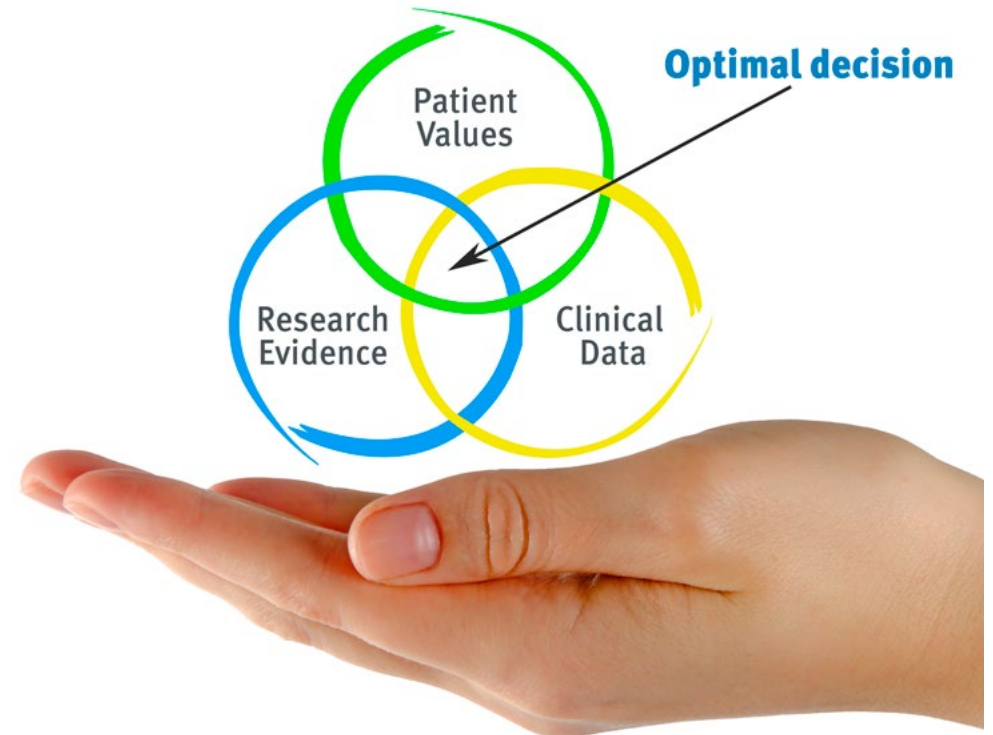 Optimal decision
Patient
Values
Research
Evidence
Clinical
Data